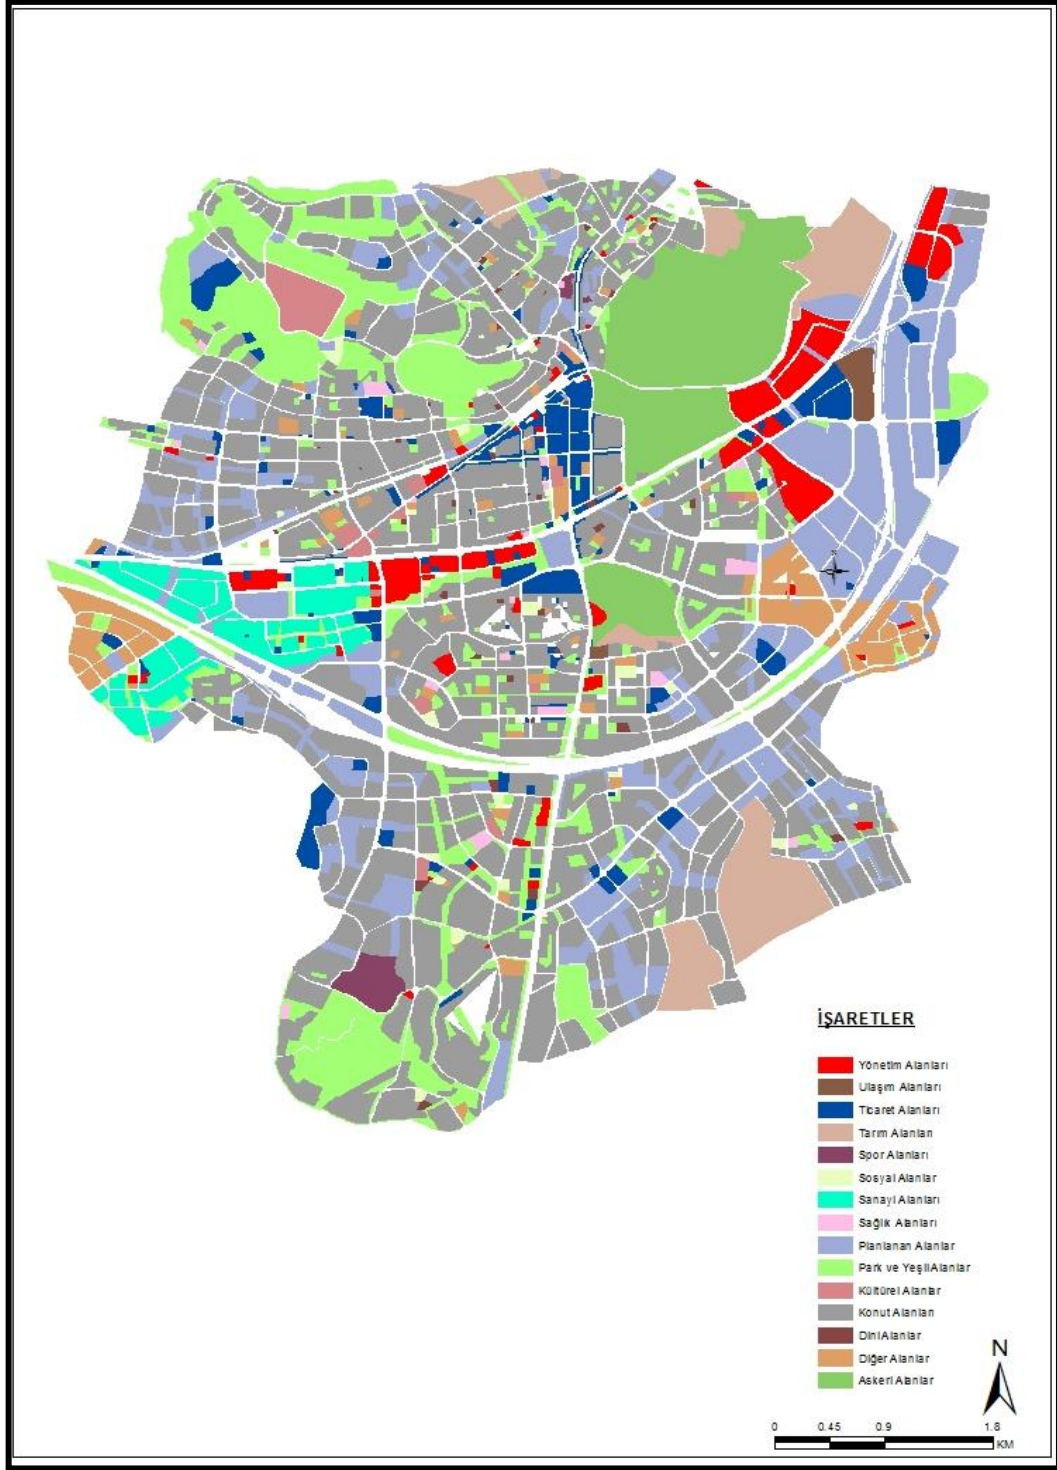 İŞARETLER
Yönetim Alanları
Ulaşım Alanları
Ticaret Alanları
Tarım Alanları
Spor Alanları
Sosyal Alanlar
Sanayi Alanları
Sağlık Alanları
Planlanan Alanlar
Park ve Yeşil Alanlar
Kültürel Alanlar
Konut Alanları
Dini Alanlar
Diğer Alanlar
Askeri Alanlar
N
0 0.45 0.9 1.8
KM